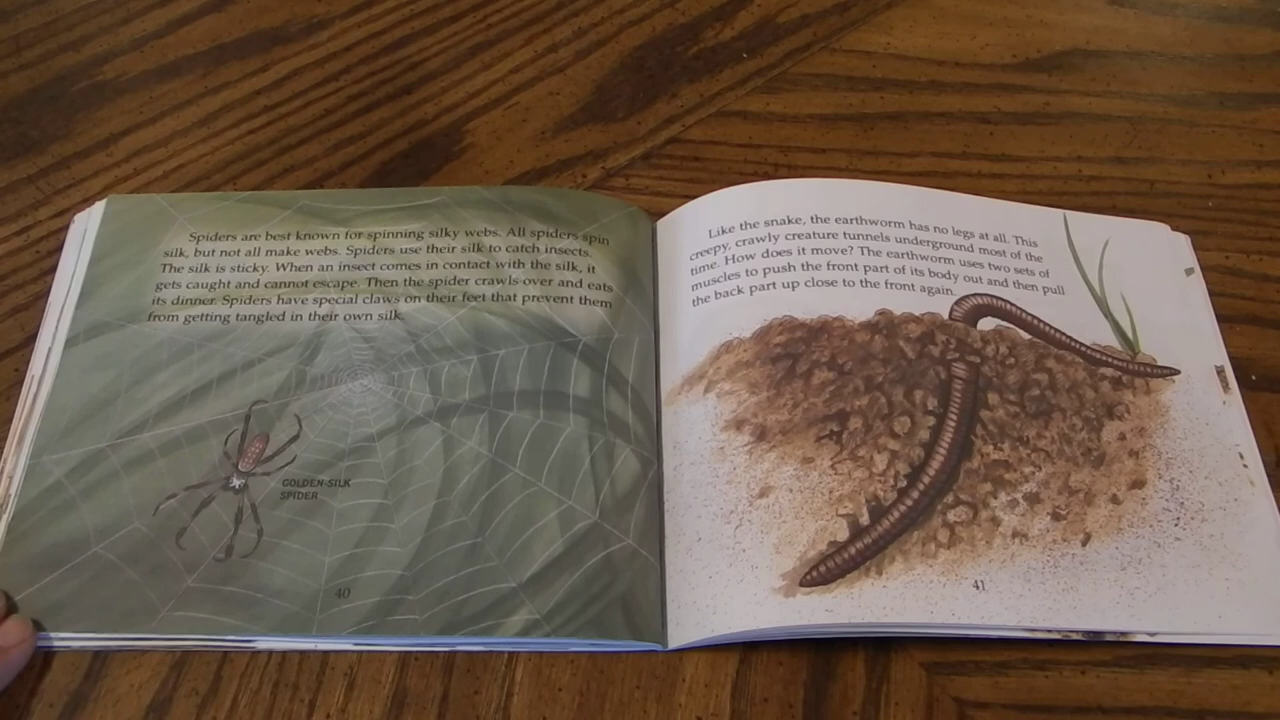 Spiders are best known for spinning silky webs. All spiders spin
silk, but not all make webs. Spiders use their silk to catch insects.
The silk is sticky. When an insect comes in contact with the silk, it
gets caught and cannot escape. Then the spider crawls over and eats
its dinner. Spiders have special claws on their feet that prevent them
from getting tangled in their own silk.
GOLDEN-SILK
SPIDER
40
Like the snake, the earthworm has no legs at all. This
creepy, crawly creature tunnels underground most of the
time. How does it move? The earthworm uses two sets of
muscles to push the front part of its body out and then pull
the back part up close to the front again.
41